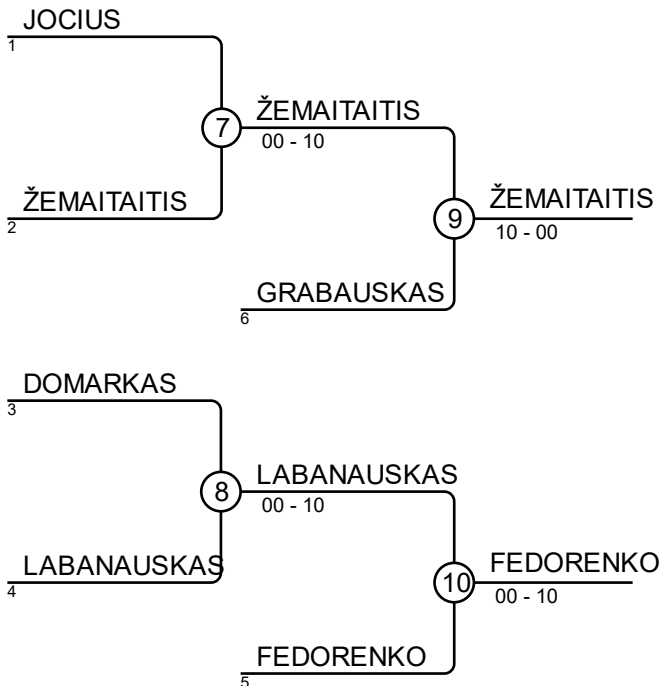 JOCIUS
1
7
ŽEMAITAITIS
00 - 10
ŽEMAITAITIS
2
9
ŽEMAITAITIS
10 - 00
GRABAUSKAS
6
DOMARKAS
3
8
LABANAUSKAS
00 - 10
LABANAUSKAS
4
10
FEDORENKO
00 - 10
FEDORENKO
5